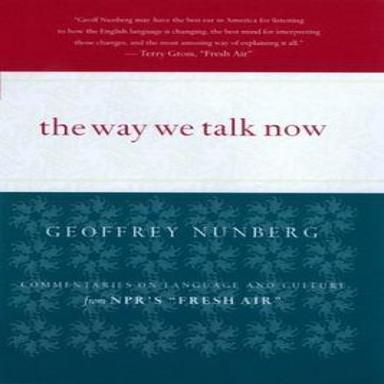 "Geoff Nunberg may have the best ear in America for listening
to how the English language is changing, the best mind for interpreting
those changes, and the most amusing way of explaining it all."
— Terry Gross, "Fresh Air"
the way we talk now
GEOFFREY NUNBERG
COMMENTARIES ON LANGUAGE AND CULTURE
from NPR'S "FRESH AIR"